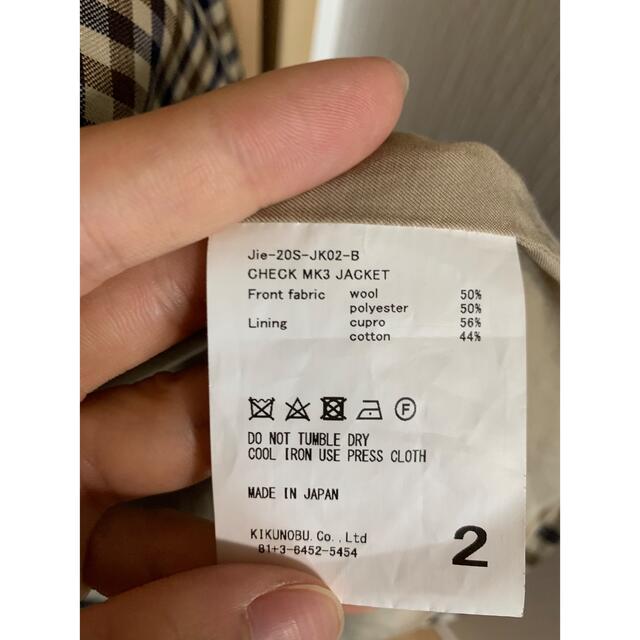 Jie-20S-JK02-B
CHECK MK3 JACKET
Front fabric wool 50%
polyester 50%
Lining cupro 56%
cotton 44%
F
DO NOT TUMBLE DRY
COOL IRON USE PRESS CLOTH
MADE IN JAPAN
KIKUNOBU.Co.,Ltd
81+3-6452-5454
2